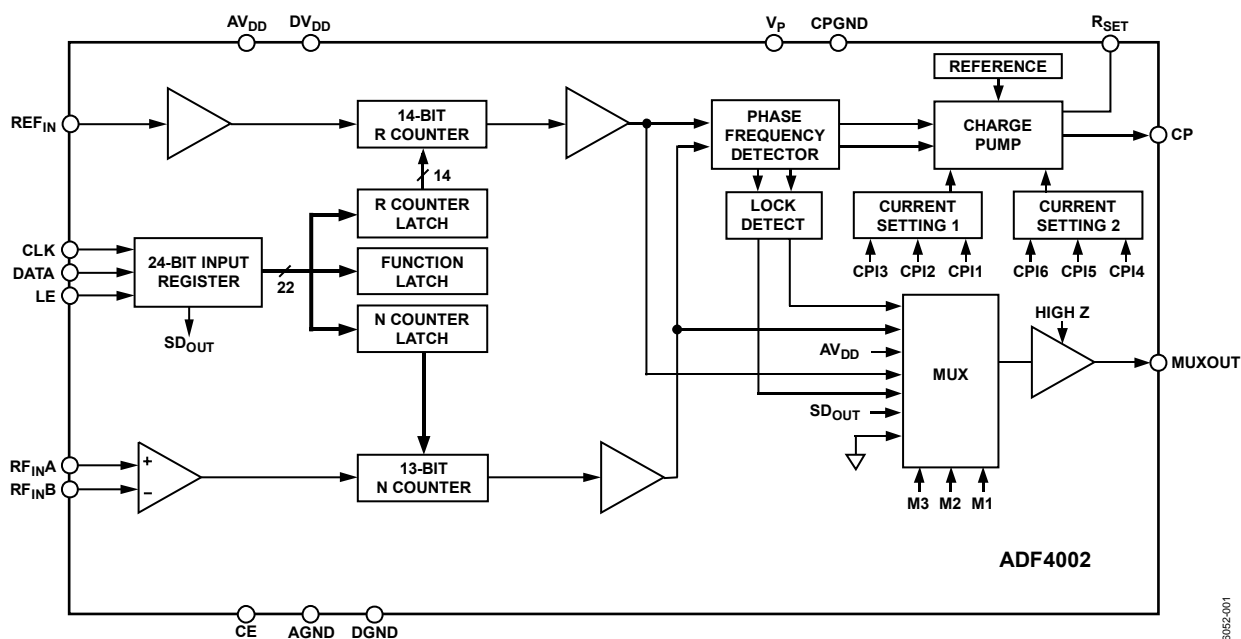 AVDD
DVDD
VP
CPGND
RSET
REFERENCE
REFIN
14-BIT
R COUNTER
PHASE
FREQUENCY
DETECTOR
CHARGE
PUMP
CP
14
R COUNTER
LATCH
LOCK
DETECT
CURRENT
SETTING 1
CURRENT
SETTING 2
CLK
DATA
LE
24-BIT INPUT
REGISTER
22
FUNCTION
LATCH
CPI3
CPI2
CPI1
CPI6
CPI5
CPI4
N COUNTER
LATCH
SDOUT
HIGH Z
AVDD
MUX
MUXOUT
SDOUT
RFINA
RFINB
+
–
13-BIT
N COUNTER
M3
M2
M1
ADF4002
CE
AGND
DGND